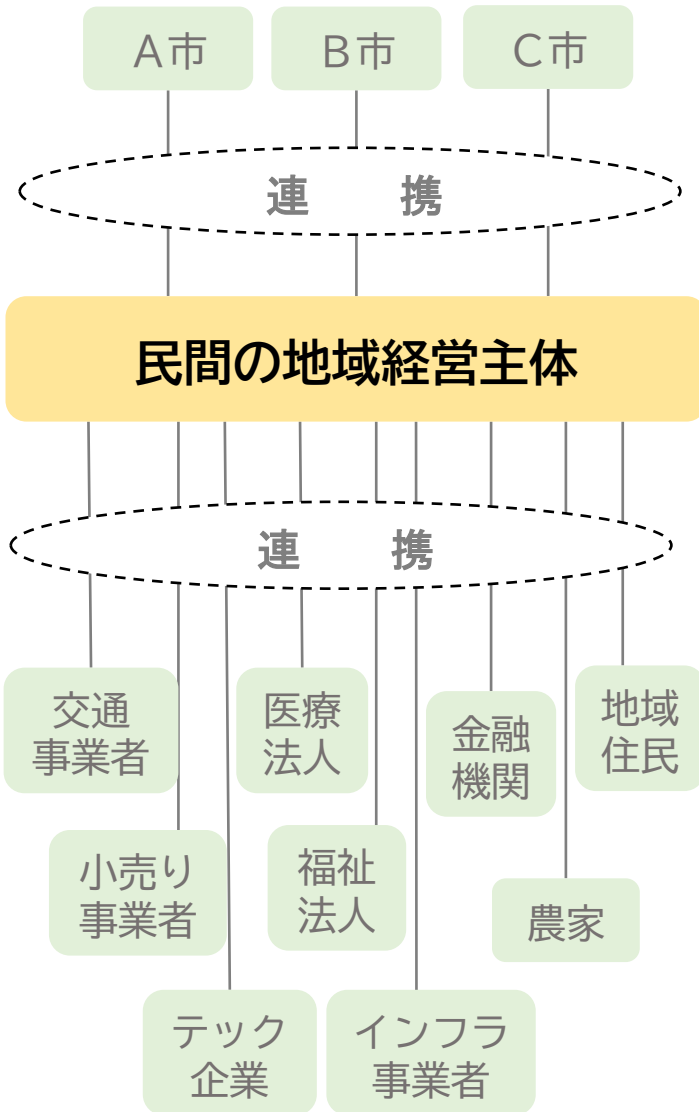 A市
B市
C市
連　携
民間の地域経営主体
連　携
交通
事業者
医療
法人
金融
機関
地域
住民
小売り
事業者
福祉
法人
農家
テック
企業
インフラ
事業者